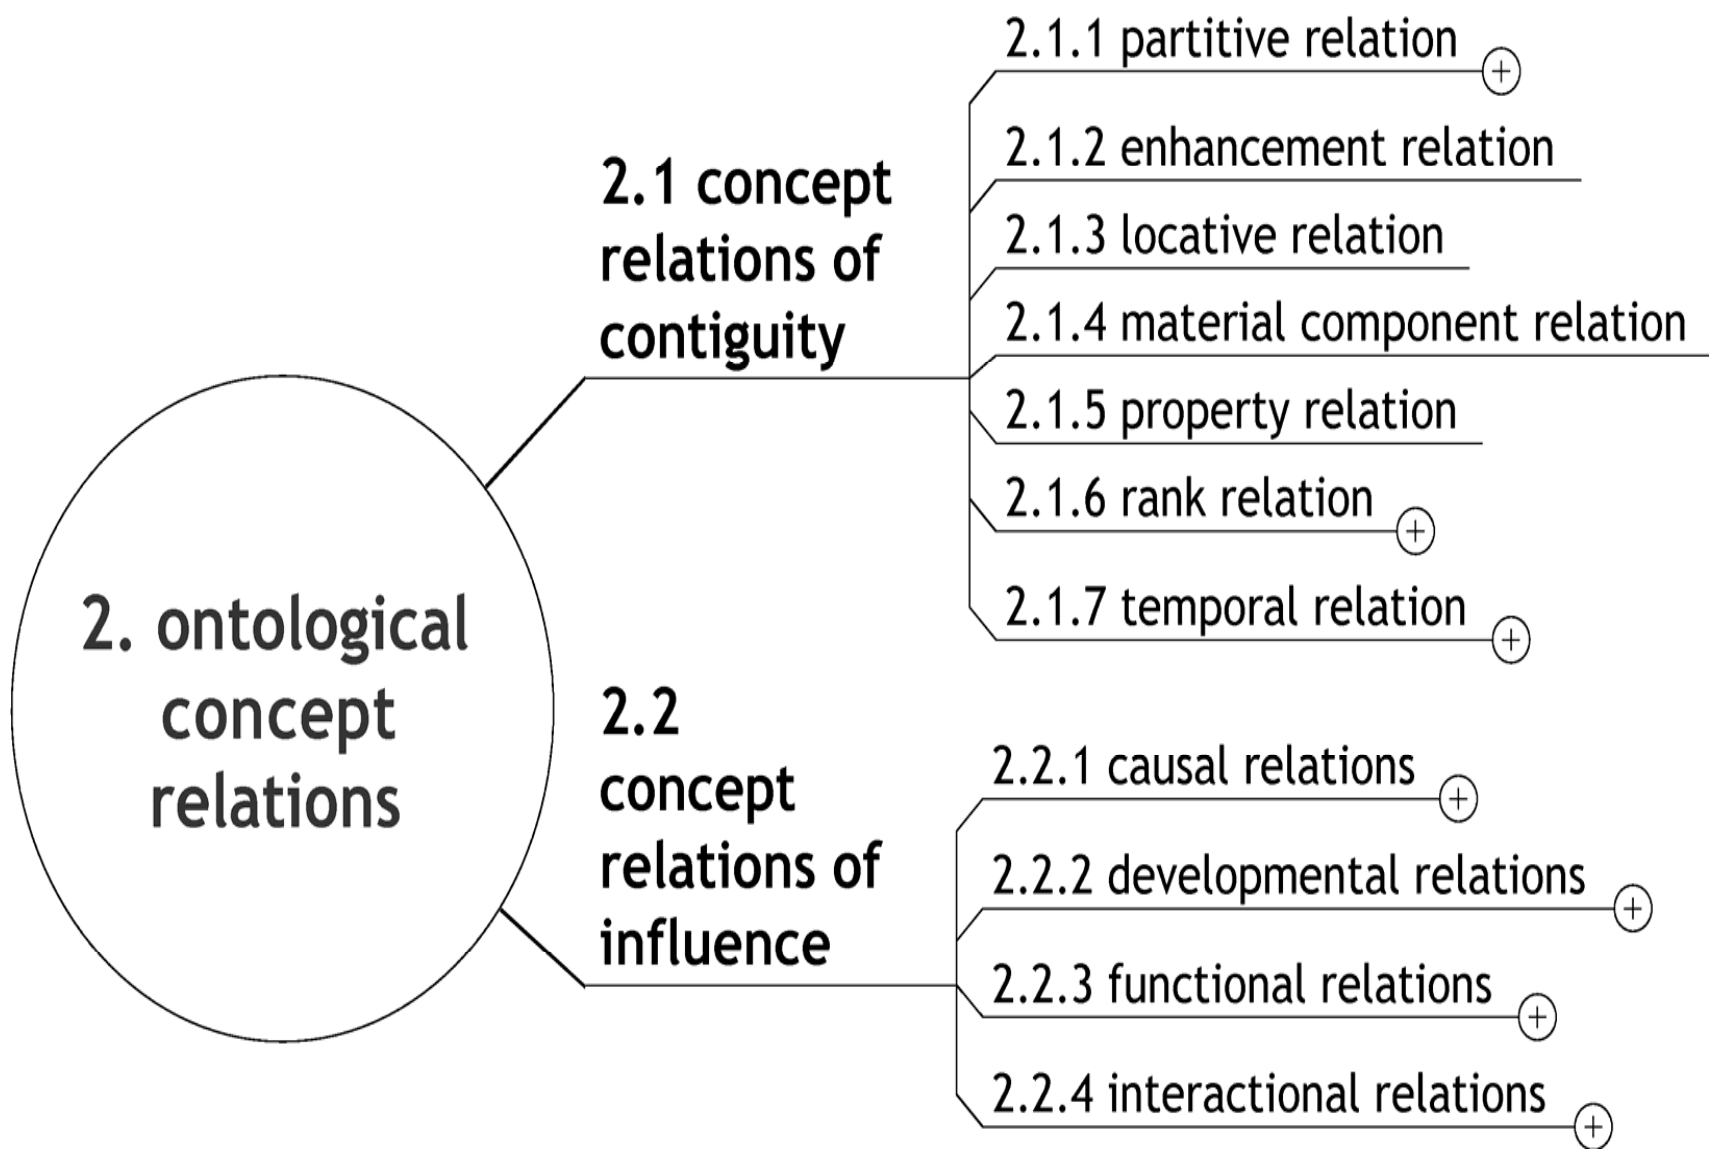 2. ontological
concept
relations
2.1 concept
relations of
contiguity
2.1.1 partitive relation
2.1.2 enhancement relation
2.1.3 locative relation
2.1.4 material component relation
2.1.5 property relation
2.1.6 rank relation
2.1.7 temporal relation
2.2
concept
relations of
influence
2.2.1 causal relations
2.2.2 developmental relations
2.2.3 functional relations
2.2.4 interactional relations